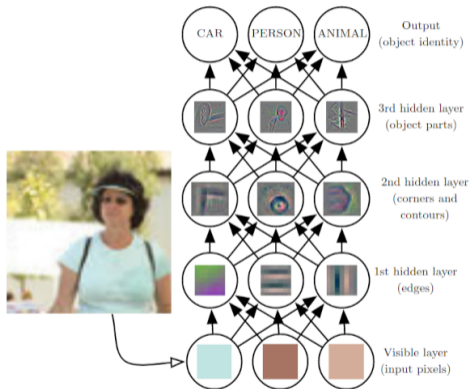 CAR PERSON ANIMAL
Output
(object identity)
3rd hidden layer
(object parts)
2nd hidden layer
(corners and
contours)
1st hidden layer
(edges)
Visible layer
(input pixels)